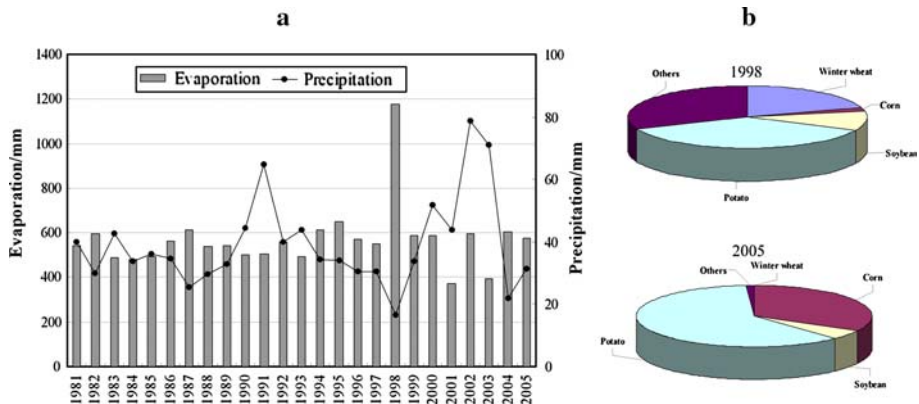 a
b
1400
1200
1000
800
600
400
200
0
Evaporation/mm
Evaporation
Precipitation
100
80
60
40
20
0
Precipitation/mm
1981
1982
1983
1984
1985
1986
1987
1988
1989
1990
1991
1992
1993
1994
1995
1996
1997
1998
1999
2000
2001
2002
2003
2004
2005
1998
Others
Winter wheat
Corn
Soybean
Potato
2005
Others
Winter wheat
Corn
Potato
Soybean